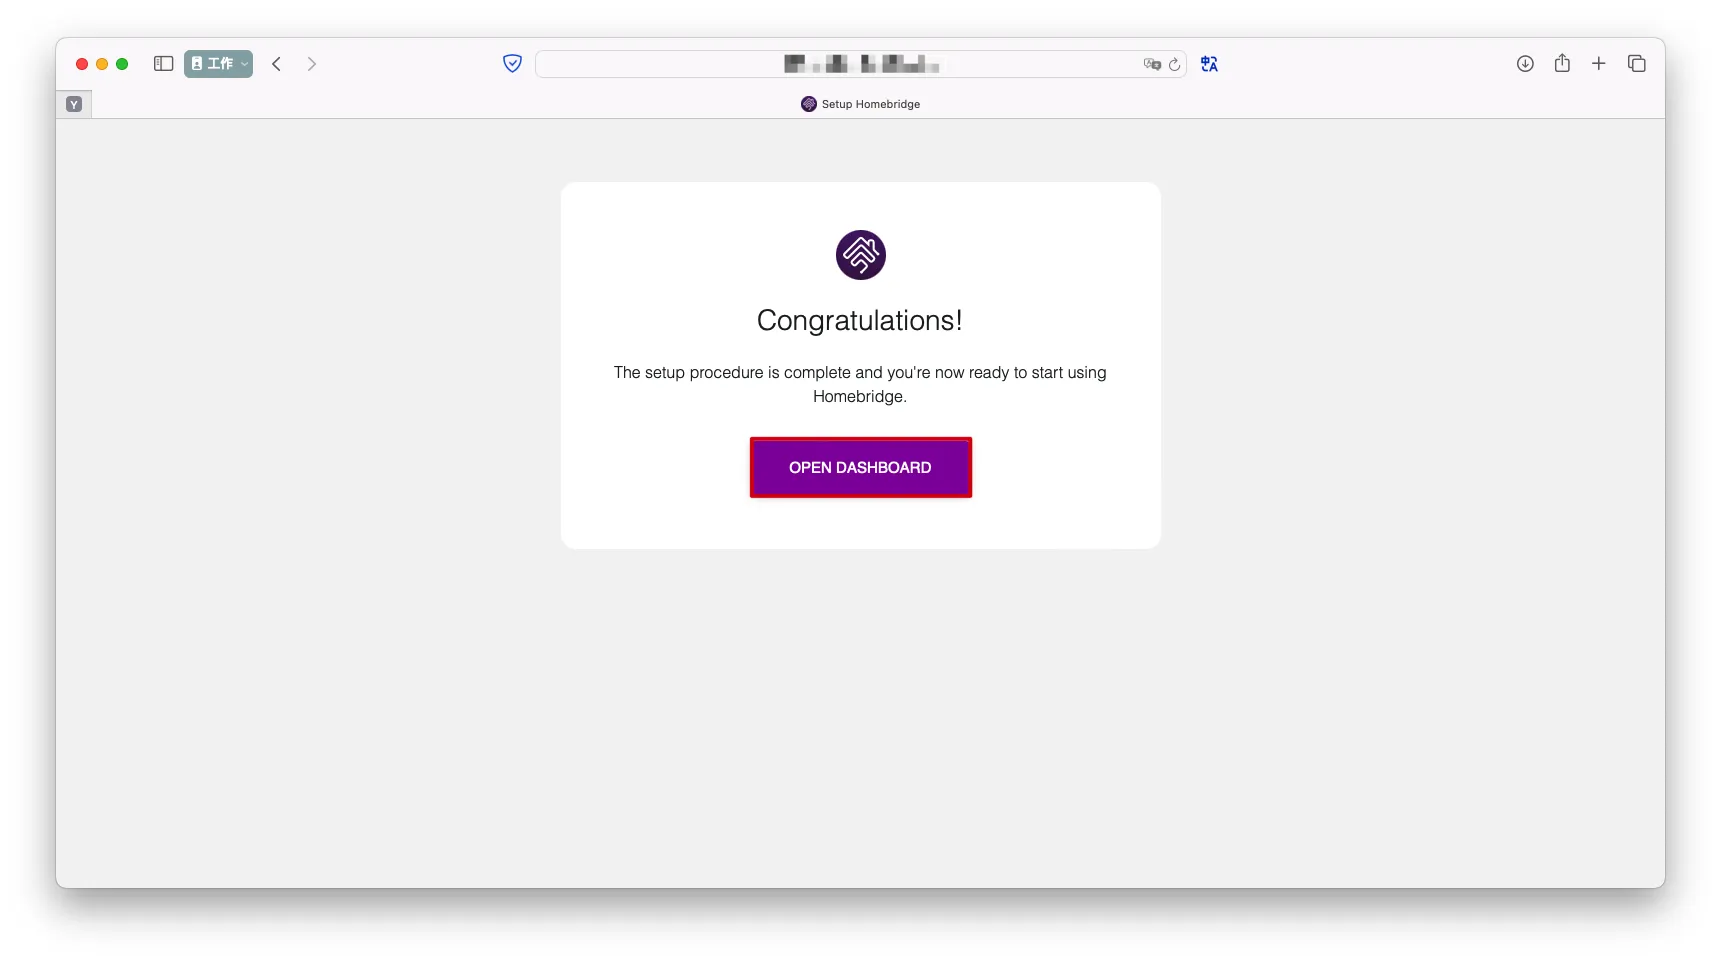 工作
Y
Setup Homebridge
Congratulations!
The setup procedure is complete and you're now ready to start using
Homebridge.
OPEN DASHBOARD